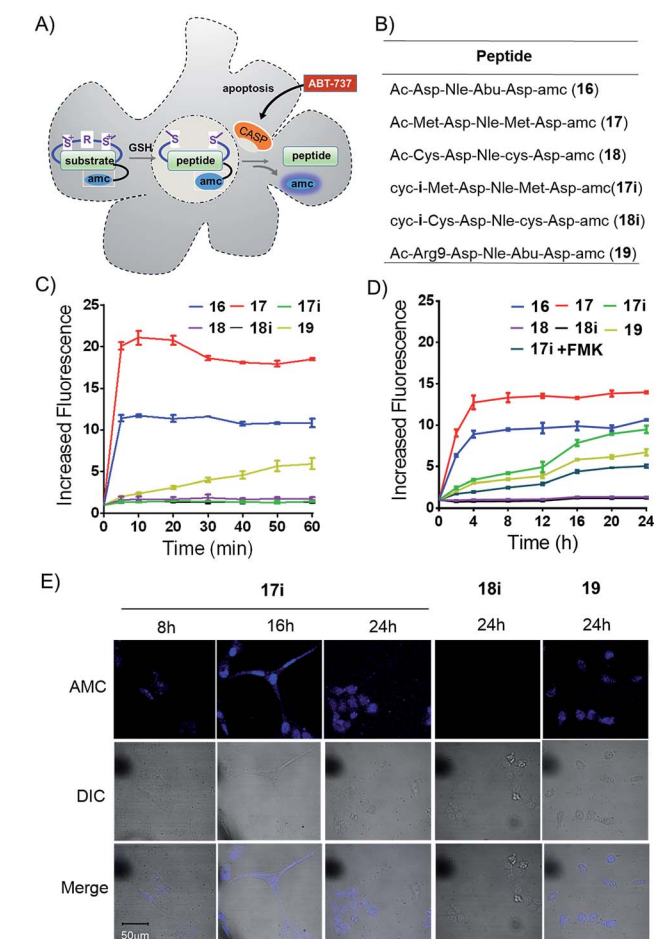 A)
ABT-737
apoptosis
CASP
S R S
substrate
amc
GSH
S S
peptide
amc
peptide
amc
B)
Peptide
Ac-Asp-Nle-Abu-Asp-amc (16)
Ac-Met-Asp-Nle-Met-Asp-amc (17)
Ac-Cys-Asp-Nle-cys-Asp-amc (18)
cyc-i-Met-Asp-Nle-Met-Asp-amc(17i)
cyc-i-Cys-Asp-Nle-cys-Asp-amc (18i)
Ac-Arg9-Asp-Nle-Abu-Asp-amc (19)
C)
Increased Fluorescence
25
20
15
10
5
0
16 17 17i
18 18i 19
0 10 20 30 40 50 60
Time (min)
D)
Increased Fluorescence
25
20
15
10
5
0
16 17 17i
18 18i 19
17i +FMK
0 4 8 12 16 20 24
Time (h)
E)
17i 18i 19
8h 16h 24h 24h 24h
AMC
DIC
Merge
50µm